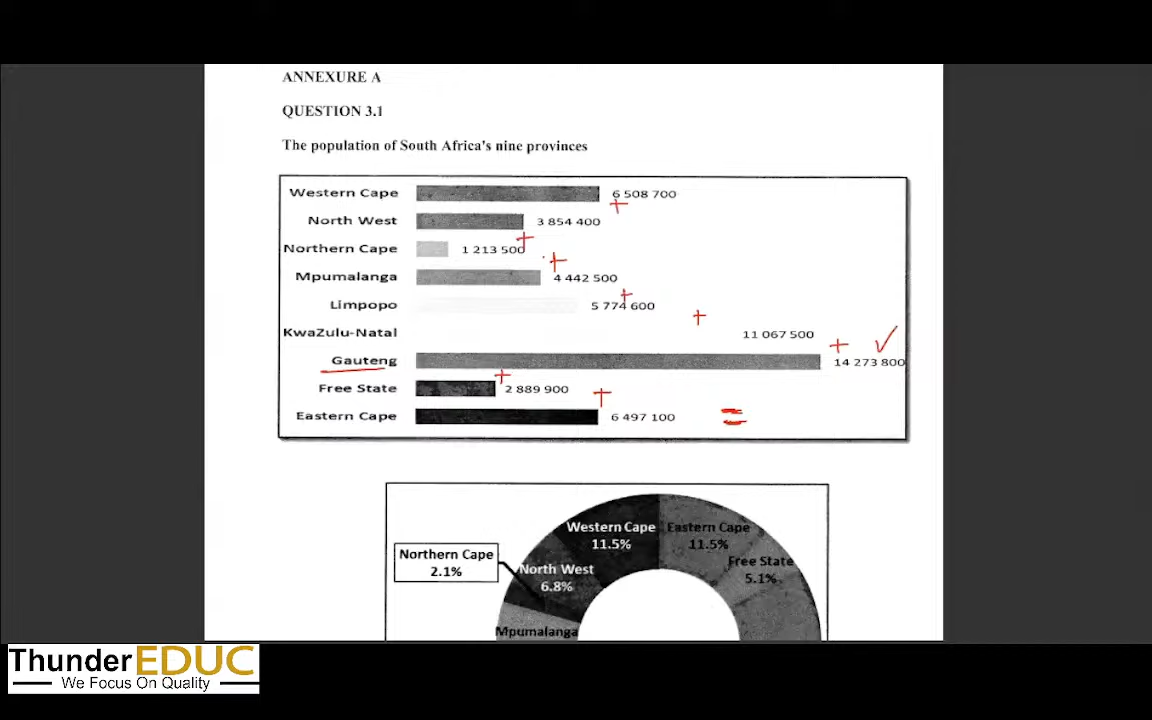 ANNEXURE A
QUESTION 3.1
The population of South Africa's nine provinces
Western Cape 6 508 700
North West 3 854 400
Northern Cape 1 213 500
Mpumalanga 4 442 500
Limpopo 5 774 600
KwaZulu-Natal 11 067 500
Gauteng 14 273 800
Free State 2 889 900
Eastern Cape 6 497 100
+
+
+
+
+
+
+
+
=
Western Cape
11.5%
Eastern Cape
11.5%
Northern Cape
2.1%
North West
6.8%
Free State
5.1%
Mpumalanga
ThunderEDUC
We Focus On Quality